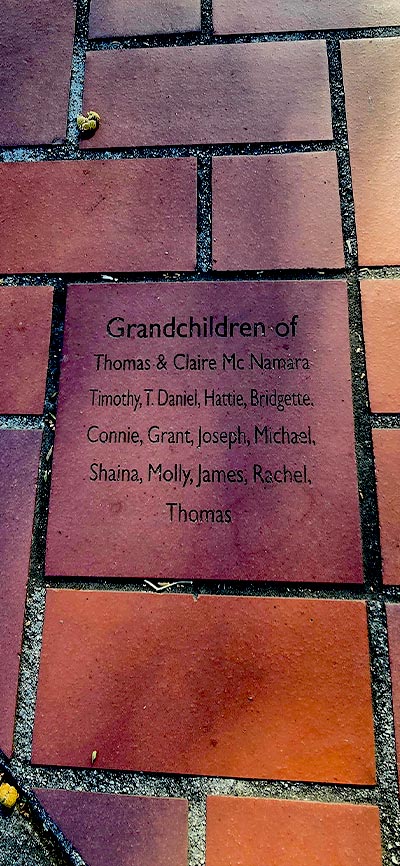 Grandchildren of
Thomas & Claire Mc Namara
Timothy, T. Daniel, Hattie, Bridgette,
Connie, Grant, Joseph, Michael,
Shaina, Molly, James, Rachel,
Thomas